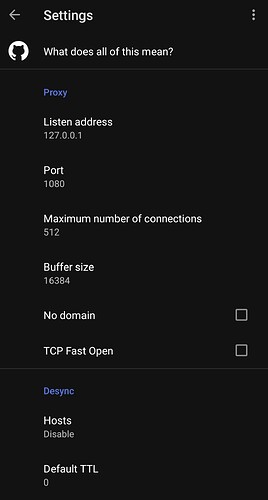 Settings
What does all of this mean?
Proxy
Listen address
127.0.0.1
Port
1080
Maximum number of connections
512
Buffer size
16384
No domain
TCP Fast Open
Desync
Hosts
Disable
Default TTL
0